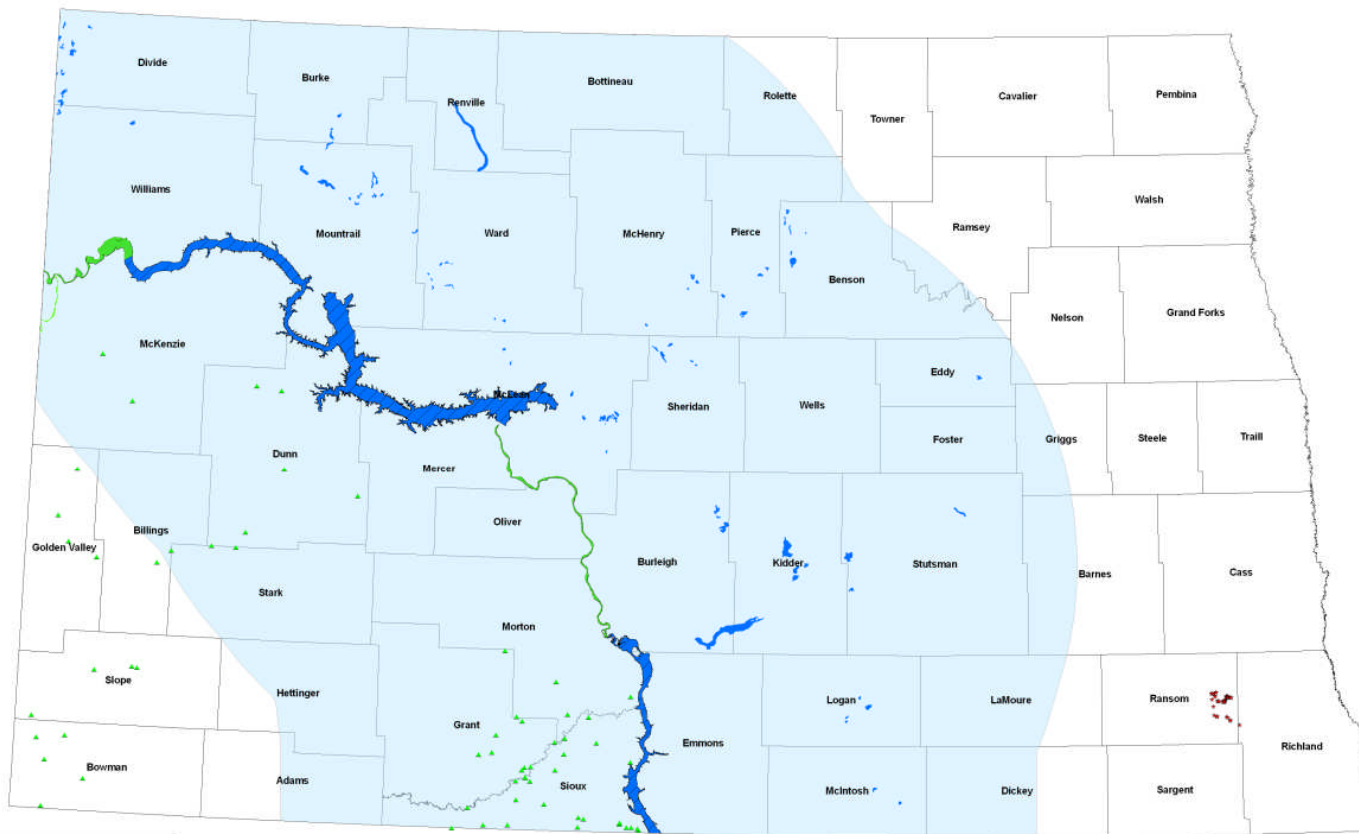 Divide
Burke
Renville
Bottineau
Rolette
Towner
Cavalier
Pembina
Williams
Mountrail
Ward
McHenry
Pierce
Benson
Ramsey
Walsh
McKenzie
Nelson
Grand Forks
McLean
Sheridan
Wells
Eddy
Foster
Griggs
Steele
Traill
Dunn
Mercer
Oliver
Golden Valley
Billings
Stark
Burleigh
Kidder
Stutsman
Barnes
Cass
Morton
Slope
Hettinger
Grant
Emmons
Logan
LaMoure
Ransom
Richland
Bowman
Adams
Sioux
McIntosh
Dickey
Sargent